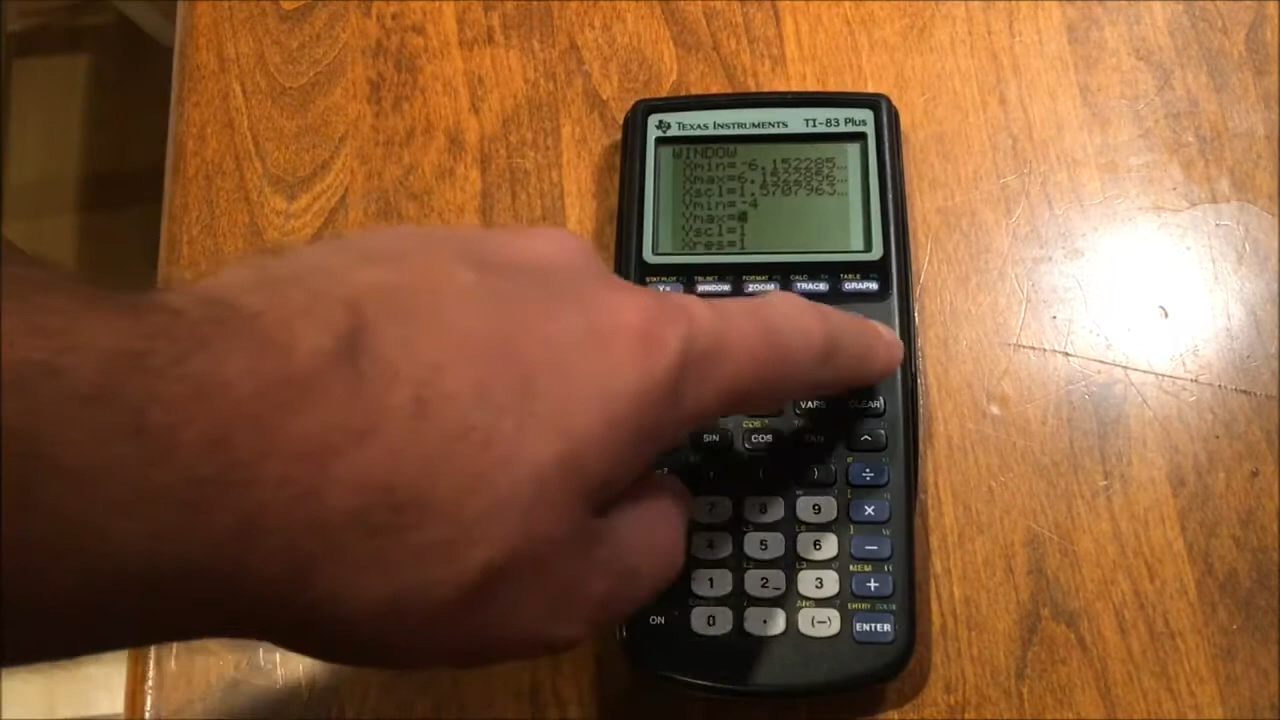 TEXAS INSTRUMENTS TI-83 Plus
WINDOW
Xmin=-6.152285…
Xmax=6.1522856…
Xscl=1.5707963…
Ymin=-4
Ymax=4
Yscl=1
Xres=1
STAT PLOT TBLSET FORMAT CALC TABLE
Y= WINDOW ZOOM TRACE GRAPH
VARS CLEAR
SIN COS TAN ^
, ( ) ÷
7 8 9 ×
4 5 6 −
MEM
1 2 3 +
ANS ENTRY SOLVE
ON 0 . (−) ENTER